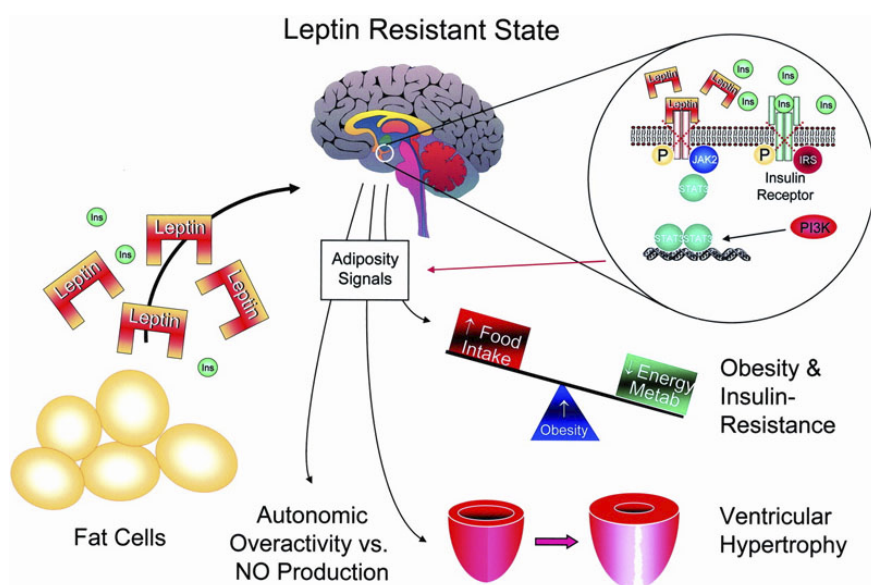 Leptin Resistant State
Ins
Leptin
Leptin
Ins
Ins
Ins
Leptin
Ins
Ins
P
JAK2
P
IRS
Insulin
Receptor
STAT3
STAT3
STAT3
PI3K
Ins
Ins
Leptin
Leptin
Leptin
Leptin
Ins
Adiposity
Signals
↑ Food
Intake
↓ Energy
Metab
↑
Obesity
Obesity &
Insulin-
Resistance
Fat Cells
Autonomic
Overactivity vs.
NO Production
Ventricular
Hypertrophy